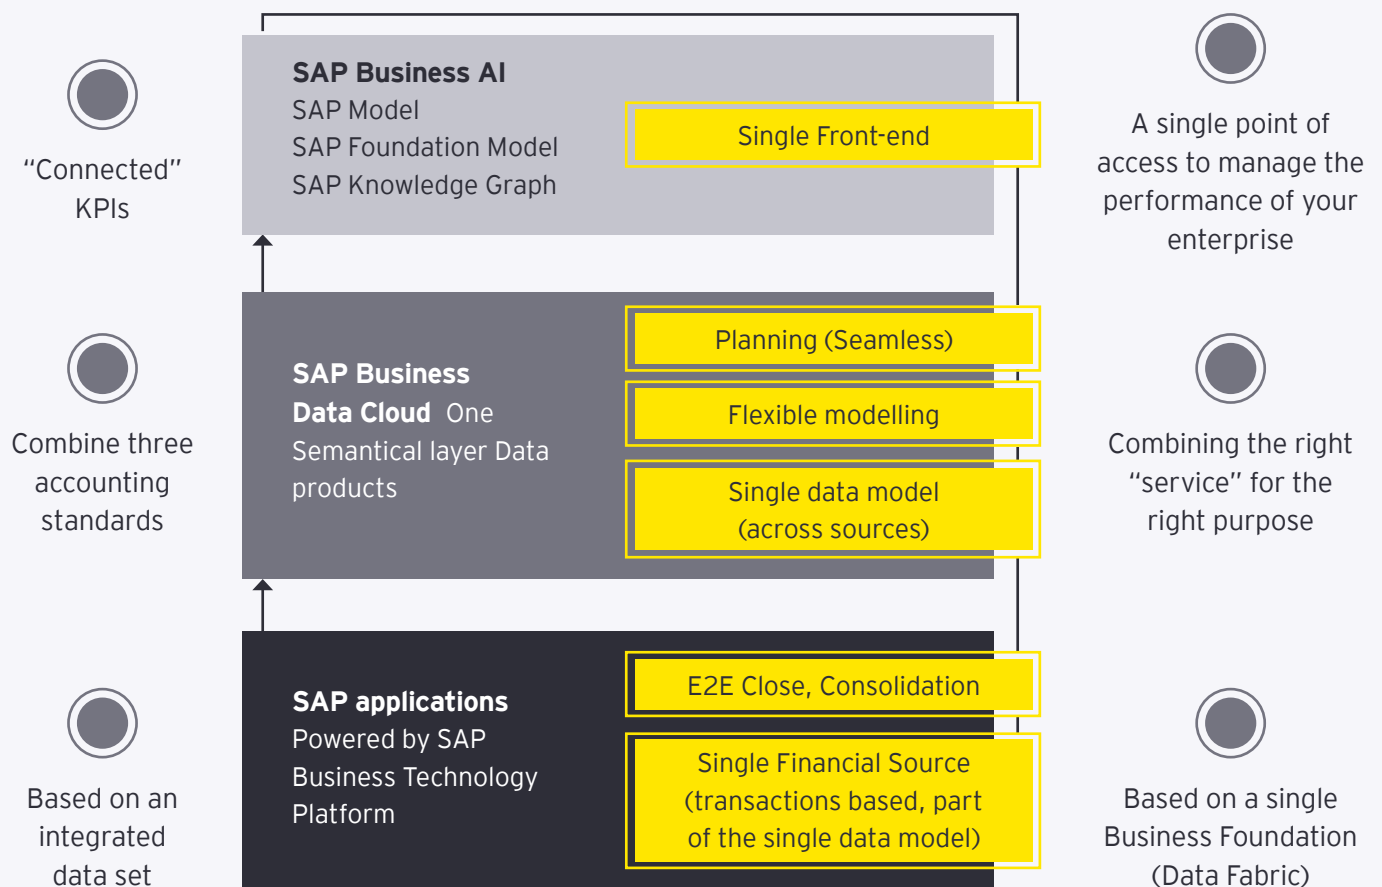 “Connected”
KPIs
SAP Business AI
SAP Model
SAP Foundation Model
SAP Knowledge Graph
Single Front-end
A single point of
access to manage the
performance of your
enterprise
Combine three
accounting
standards
SAP Business
Data Cloud One
Semantical layer Data
products
Planning (Seamless)
Flexible modelling
Single data model
(across sources)
Combining the right
“service” for the
right purpose
Based on an
integrated
data set
SAP applications
Powered by SAP
Business Technology
Platform
E2E Close, Consolidation
Single Financial Source
(transactions based, part
of the single data model)
Based on a single
Business Foundation
(Data Fabric)